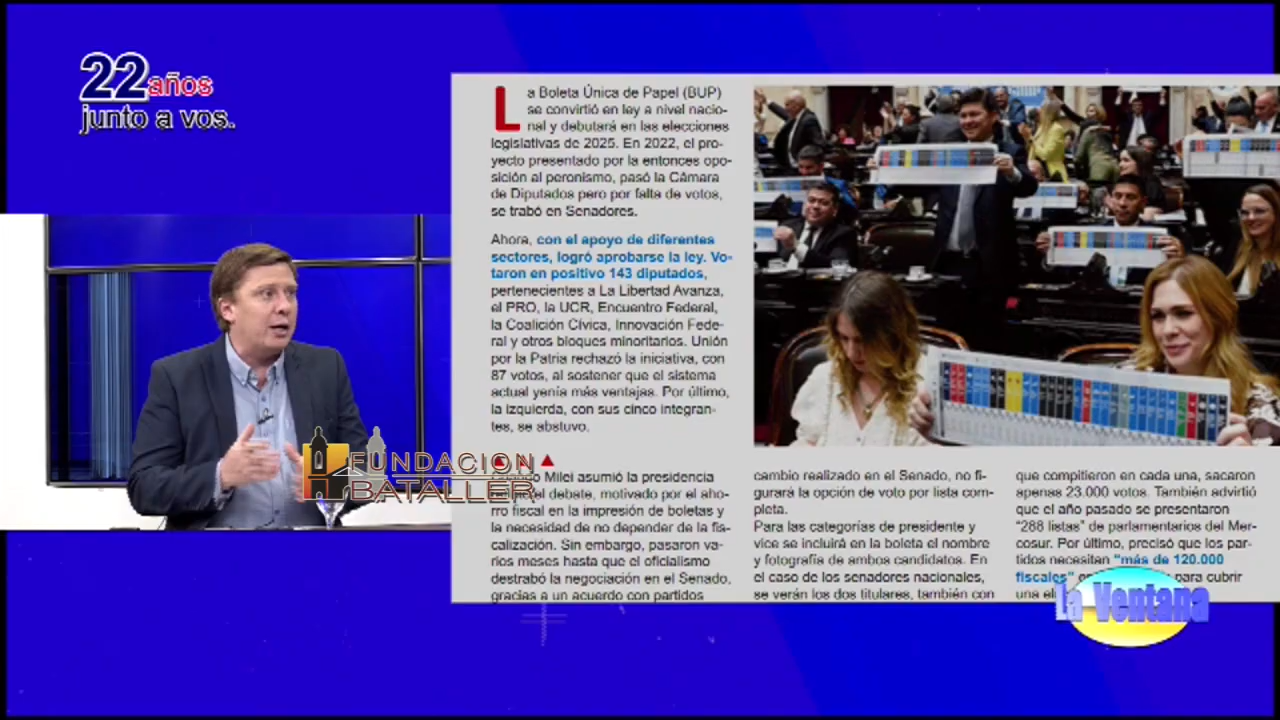 22 años
junto a vos.
La Boleta Única de Papel (BUP)
se convirtió en ley a nivel nacio-
nal y debutará en las elecciones
legislativas de 2025. En 2022, el pro-
yecto presentado por la entonces opo-
sición al peronismo, pasó la Cámara
de Diputados pero por falta de votos,
se trabó en Senadores.
Ahora, con el apoyo de diferentes
sectores, logró aprobarse la ley. Vo-
taron en positivo 143 diputados,
pertenecientes a La Libertad Avanza,
el PRO, la UCR, Encuentro Federal,
la Coalición Cívica, Innovación Fede-
ral y otros bloques minoritarios. Unión
por la Patria rechazó la iniciativa, con
87 votos, al sostener que el sistema
actual yenía más ventajas. Por último,
la izquierda, con sus cinco integran-
tes, se abstuvo.
Milei asumió la presidencia
el debate, motivado por el aho-
rro fiscal en la impresión de boletas y
la necesidad de no depender de la fis-
calización. Sin embargo, pasaron va-
rios meses hasta que el oficialismo
destrabó la negociación en el Senado,
gracias a un acuerdo con partidos
cambio realizado en el Senado, no fi-
gurará la opción de voto por lista com-
pleta.
Para las categorías de presidente y
vice se incluirá en la boleta el nombre
y fotografía de ambos candidatos. En
el caso de los senadores nacionales,
se verán los dos titulares, también con
que compitieron en cada una, sacaron
apenas 23.000 votos. También advirtió
que el año pasado se presentaron
"288 listas" de parlamentarios del Mer-
cosur. Por último, precisó que los par-
tidos necesitan "más de 120.000
fiscales" para cubrir
una
FUNDACION
BATALLER
la Ventana